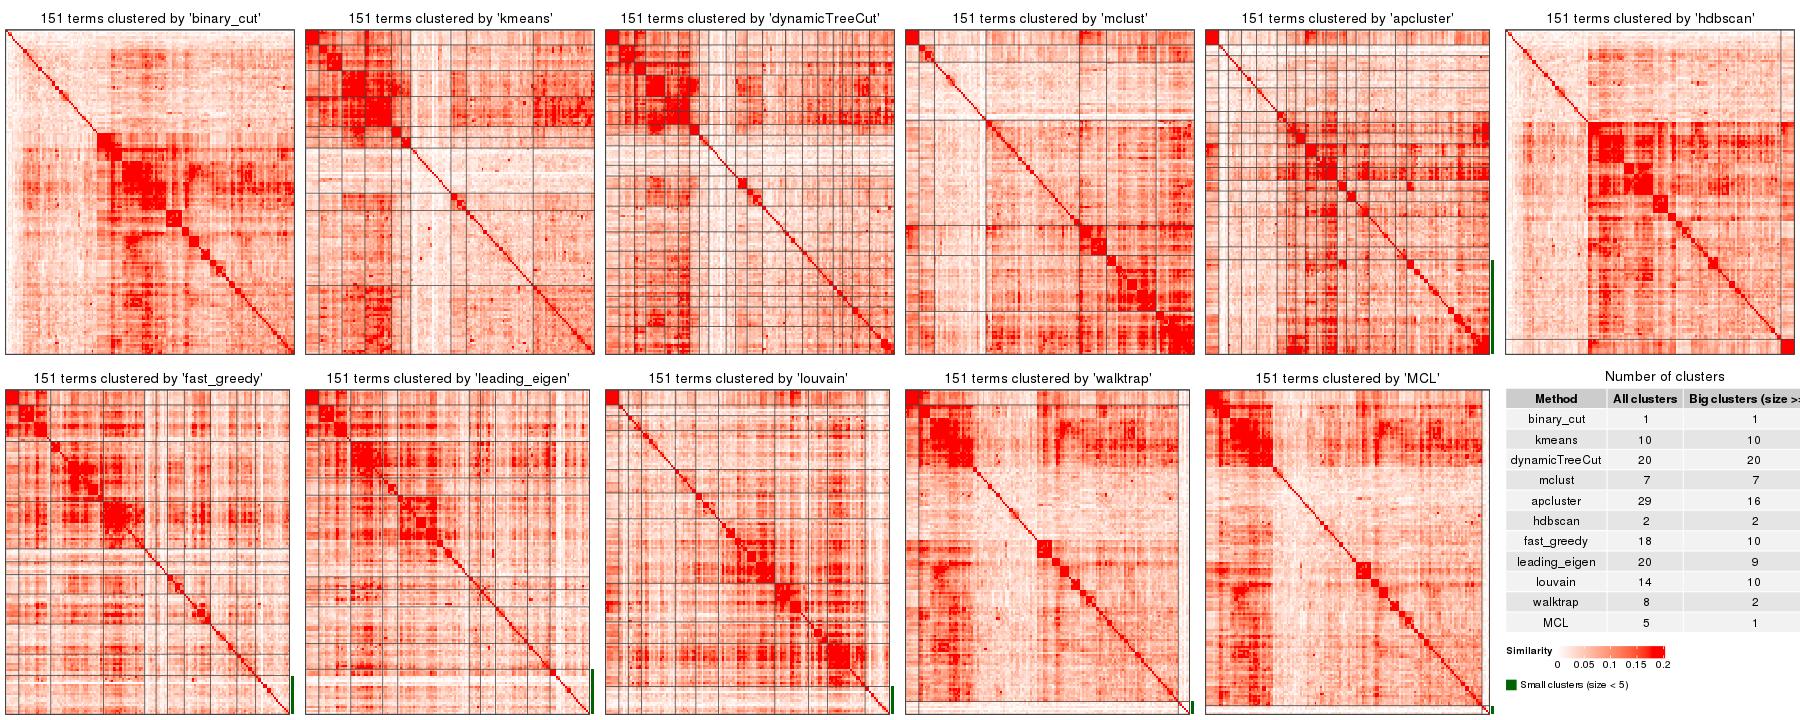 151 terms clustered by 'binary_cut'
151 terms clustered by 'kmeans'
151 terms clustered by 'dynamicTreeCut'
151 terms clustered by 'mclust'
151 terms clustered by 'apcluster'
151 terms clustered by 'hdbscan'
151 terms clustered by 'fast_greedy'
151 terms clustered by 'leading_eigen'
151 terms clustered by 'louvain'
151 terms clustered by 'walktrap'
151 terms clustered by 'MCL'
Number of clusters
Method All clusters Big clusters (size >=
binary_cut 1 1
kmeans 10 10
dynamicTreeCut 20 20
mclust 7 7
apcluster 29 16
hdbscan 2 2
fast_greedy 18 10
leading_eigen 20 9
louvain 14 10
walktrap 8 2
MCL 5 1
Similarity
0 0.05 0.1 0.15 0.2
Small clusters (size < 5)